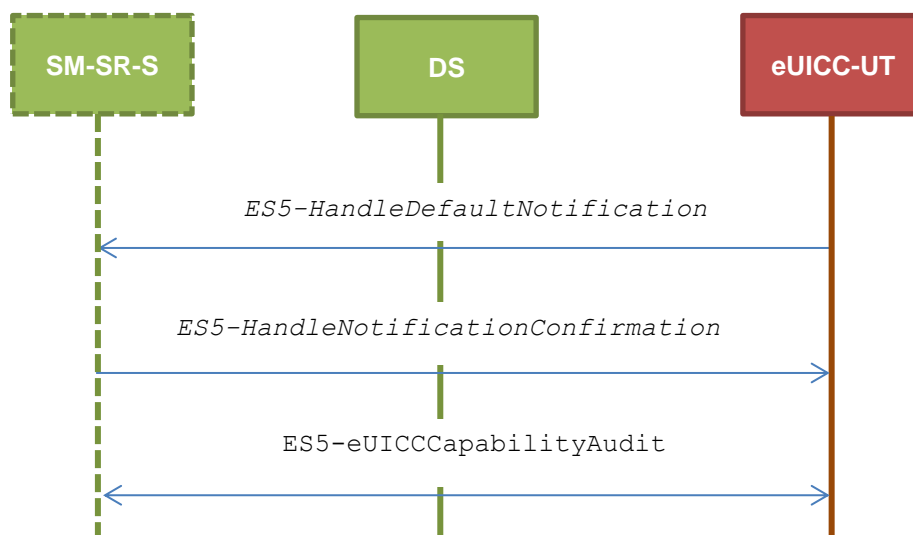 SM-SR-S
DS
eUICC-UT
ES5-HandleDefaultNotification
ES5-HandleNotificationConfirmation
ES5-eUICCCapabilityAudit